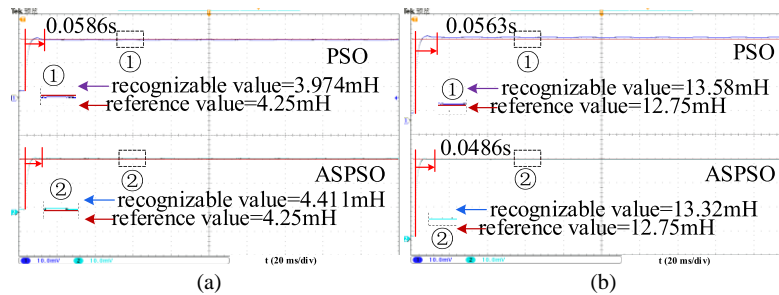 Tek
(a)
0.0586s
①
PSO
①
recognizable value=3.974mH
reference value=4.25mH
②
ASPSO
②
recognizable value=4.411mH
reference value=4.25mH
t (20 ms/div)
(a)
Tek
0.0563s
①
PSO
①
recognizable value=13.58mH
reference value=12.75mH
0.0486s
②
ASPSO
recognizable value=13.32mH
②
reference value=12.75mH
t (20 ms/div)
(b)